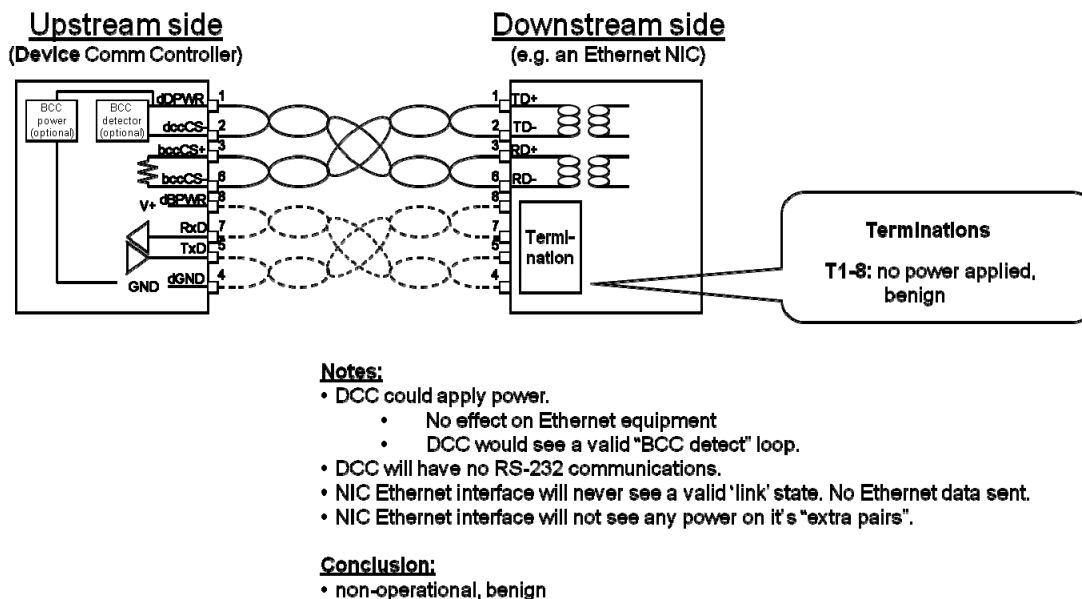 Upstream side
(Device Comm Controller)
Downstream side
(e.g. an Ethernet NIC)
BCC
power
(optional)
BCC
detector
(optional)
dDPWR 1
dccCS- 2
bccCS+ 3
bccCS- 6
V+ dBPWR 8
RxD 7
TxD 5
GND dGND 4
1 TD+
2 TD-
3 RD+
6 RD-
8
7
5
4
Termi-
nation
Terminations
T1-8: no power applied,
benign
Notes:
• DCC could apply power.
• No effect on Ethernet equipment
• DCC would see a valid "BCC detect" loop.
• DCC will have no RS-232 communications.
• NIC Ethernet interface will never see a valid 'link' state. No Ethernet data sent.
• NIC Ethernet interface will not see any power on it's "extra pairs".
Conclusion:
• non-operational, benign